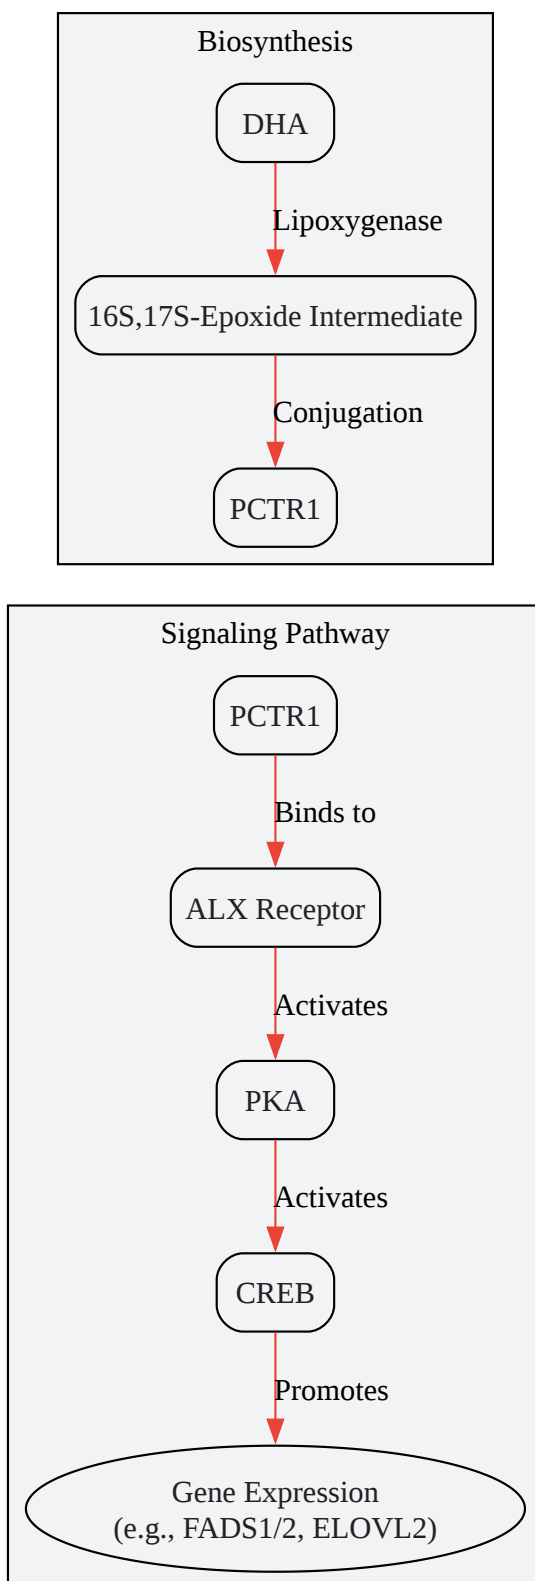 Biosynthesis
DHA
Lipoxygenase
16S,17S-Epoxide Intermediate
Conjugation
PCTR1
Signaling Pathway
PCTR1
Binds to
ALX Receptor
Activates
PKA
Activates
CREB
Promotes
Gene Expression
(e.g., FADS1/2, ELOVL2)